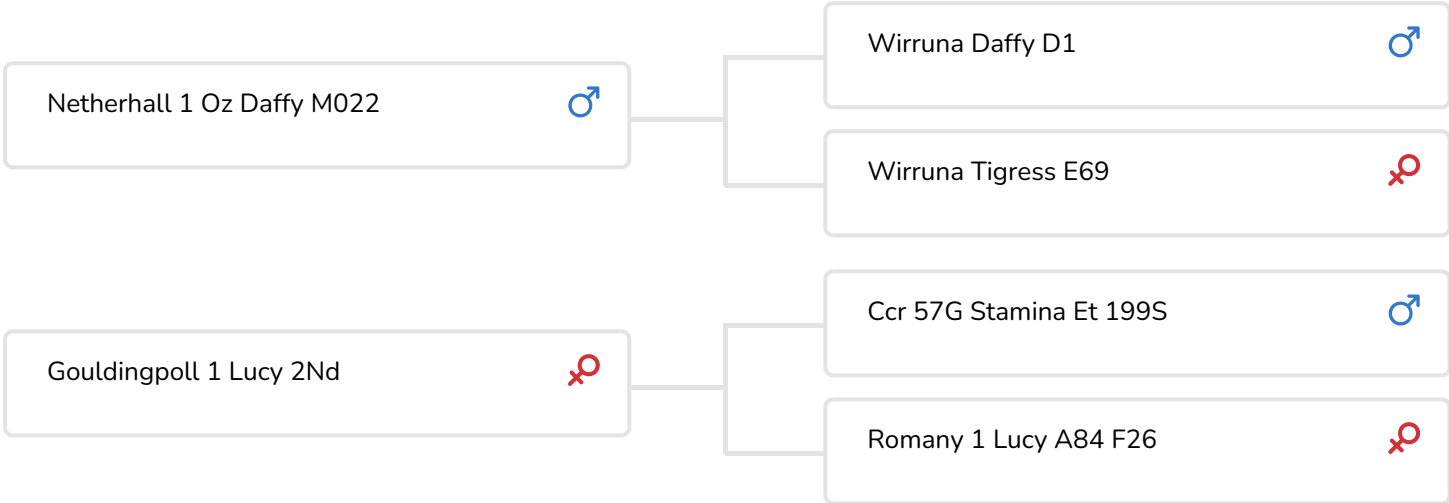 Wirruna Daffy D1
Netherhall 1 Oz Daffy M022
Wirruna Tigress E69
Ccr 57G Stamina Et 199S
Gouldingpoll 1 Lucy 2Nd
Romany 1 Lucy A84 F26